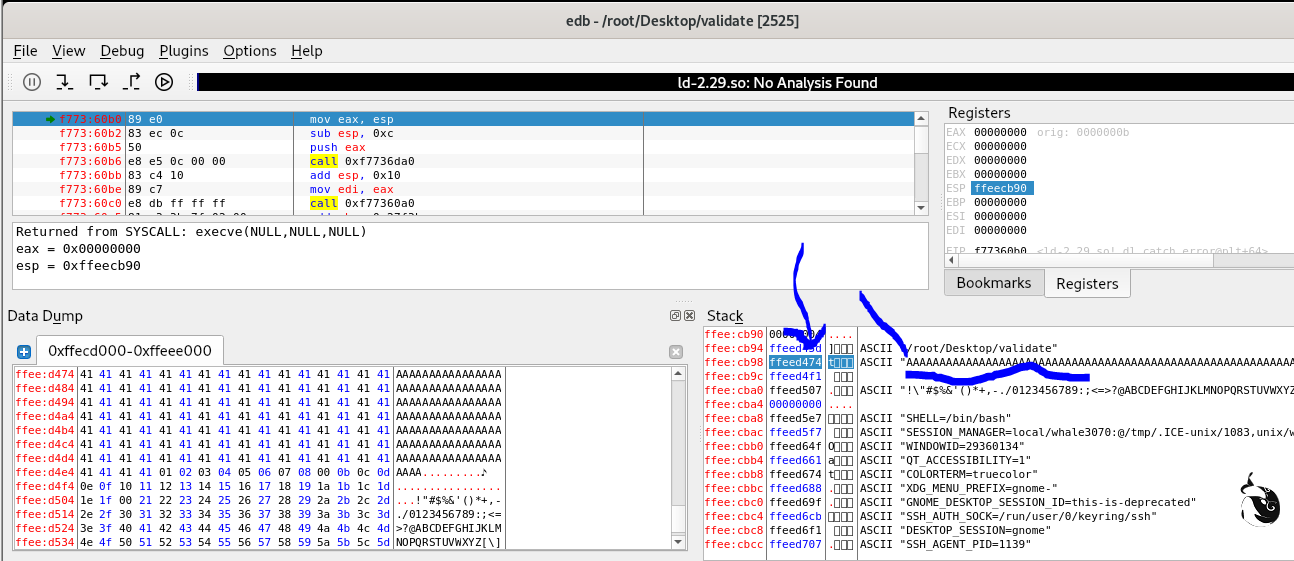 edb - /root/Desktop/validate [2525]
File View Debug Plugins Options Help
ld-2.29.so: No Analysis Found
f773:60b0 89 e0 mov eax, esp
f773:60b2 83 ec 0c sub esp, 0xc
f773:60b5 50 push eax
f773:60b6 e8 e5 0c 00 00 call 0xf7736da0
f773:60bb 83 c4 10 add esp, 0x10
f773:60be 89 c7 mov edi, eax
f773:60c0 e8 db ff ff ff call 0xf77360a0
Returned from SYSCALL: execve(NULL,NULL,NULL)
eax = 0x00000000
esp = 0xffeecb90
Registers
EAX 00000000 orig: 0000000b
ECX 00000000
EDX 00000000
EBX 00000000
ESP ffeecb90
EBP 00000000
ESI 00000000
EDI 00000000
EIP f77360b0 <ld-2.29.so!_dl_catch_error@plt+64>
Bookmarks Registers
Data Dump
0xffecd000-0xffeee000
ffee:d474 41 41 41 41 41 41 41 41 41 41 41 41 41 41 41 41 AAAAAAAAAAAAAAAA
ffee:d484 41 41 41 41 41 41 41 41 41 41 41 41 41 41 41 41 AAAAAAAAAAAAAAAA
ffee:d494 41 41 41 41 41 41 41 41 41 41 41 41 41 41 41 41 AAAAAAAAAAAAAAAA
ffee:d4a4 41 41 41 41 41 41 41 41 41 41 41 41 41 41 41 41 AAAAAAAAAAAAAAAA
ffee:d4b4 41 41 41 41 41 41 41 41 41 41 41 41 41 41 41 41 AAAAAAAAAAAAAAAA
ffee:d4c4 41 41 41 41 41 41 41 41 41 41 41 41 41 41 41 41 AAAAAAAAAAAAAAAA
ffee:d4d4 41 41 41 41 41 41 41 41 41 41 41 41 41 41 41 41 AAAAAAAAAAAAAAAA
ffee:d4e4 41 41 41 41 01 02 03 04 05 06 07 08 00 0b 0c 0d AAAA.........♪
ffee:d4f4 0e 0f 10 11 12 13 14 15 16 17 18 19 1a 1b 1c 1d ................
ffee:d504 1e 1f 00 21 22 23 24 25 26 27 28 29 2a 2b 2c 2d ...!"#$%&'()*+,-
ffee:d514 2e 2f 30 31 32 33 34 35 36 37 38 39 3a 3b 3c 3d ./0123456789:;<=
ffee:d524 3e 3f 40 41 42 43 44 45 46 47 48 49 4a 4b 4c 4d >?@ABCDEFGHIJKLM
ffee:d534 4e 4f 50 51 52 53 54 55 56 57 58 59 5a 5b 5c 5d NOPQRSTUVWXYZ[\]
Stack
ffee:cb90 ....
ffee:cb94 ASCII "/root/Desktop/validate"
ffee:cb98 ffeed474 t ASCII "AAAAAAAAAAAAAAAAAAAAAAAAAAAAAAAAAAAAAAAAAAAAAAAAAAAAAAAAAAA
ffee:cb9c ffeed4f1
ffee:cba0 ffeed507 . ASCII "!\"#$%&'()*+,-./0123456789:;<=>?@ABCDEFGHIJKLMNOPQRSTUVWXYZ
ffee:cba4 00000000 ....
ffee:cba8 ffeed5e7 ASCII "SHELL=/bin/bash"
ffee:cbac ffeed5f7 ASCII "SESSION_MANAGER=local/whale3070:@/tmp/.ICE-unix/1083,unix/w
ffee:cbb0 ffeed64f O ASCII "WINDOWID=29360134"
ffee:cbb4 ffeed661 a ASCII "QT_ACCESSIBILITY=1"
ffee:cbb8 ffeed674 t ASCII "COLORTERM=truecolor"
ffee:cbbc ffeed688 . ASCII "XDG_MENU_PREFIX=gnome-"
ffee:cbc0 ffeed69f . ASCII "GNOME_DESKTOP_SESSION_ID=this-is-deprecated"
ffee:cbc4 ffeed6cb ASCII "SSH_AUTH_SOCK=/run/user/0/keyring/ssh"
ffee:cbc8 ffeed6f1 ASCII "DESKTOP_SESSION=gnome"
ffee:cbcc ffeed707 . ASCII "SSH_AGENT_PID=1139"